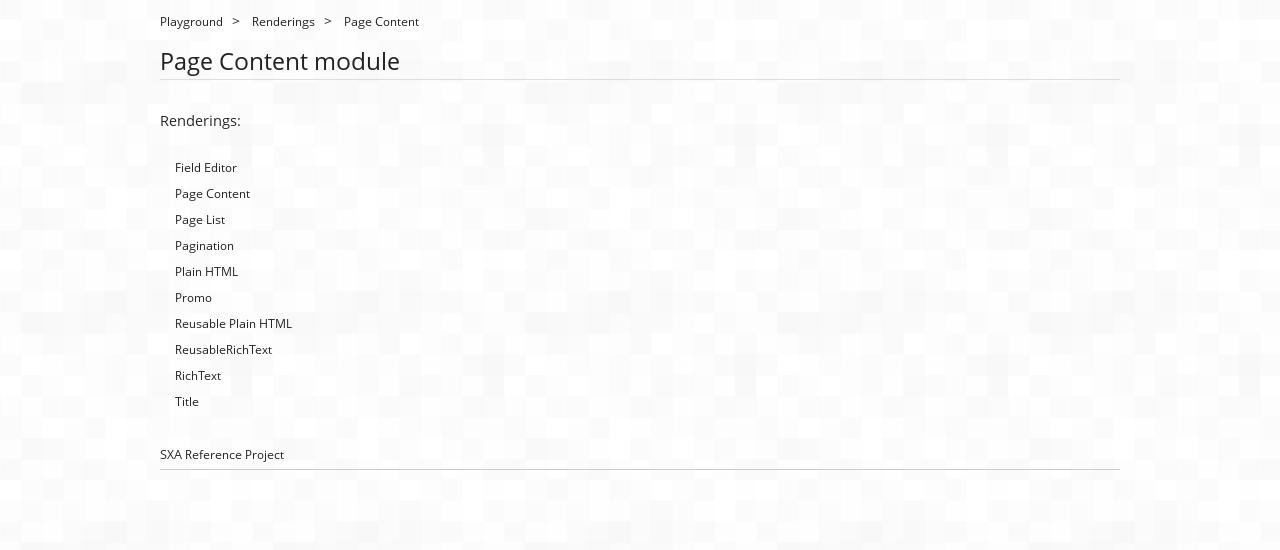 Playground > Renderings > Page Content
Page Content module
Renderings:
Field Editor
Page Content
Page List
Pagination
Plain HTML
Promo
Reusable Plain HTML
ReusableRichText
RichText
Title
SXA Reference Project